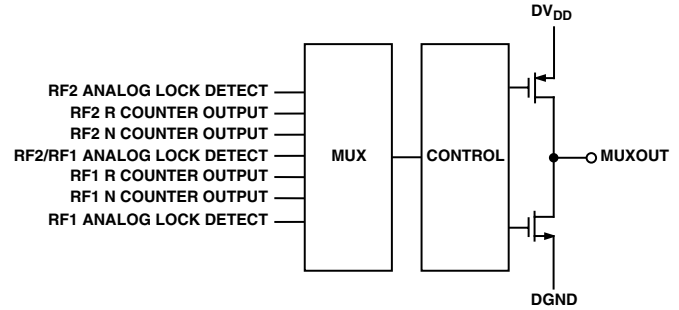 DVDD
RF2 ANALOG LOCK DETECT
RF2 R COUNTER OUTPUT
RF2 N COUNTER OUTPUT
RF2/RF1 ANALOG LOCK DETECT
RF1 R COUNTER OUTPUT
RF1 N COUNTER OUTPUT
RF1 ANALOG LOCK DETECT
MUX
CONTROL
MUXOUT
DGND